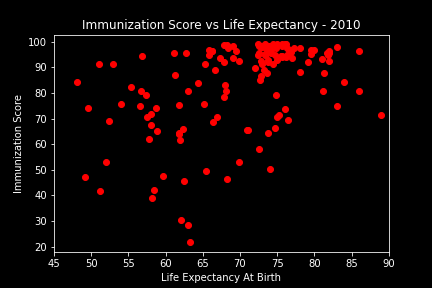 Immunization Score vs Life Expectancy - 2010
Immunization Score
100
90
80
70
60
50
40
30
20
45 50 55 60 65 70 75 80 85 90
Life Expectancy At Birth